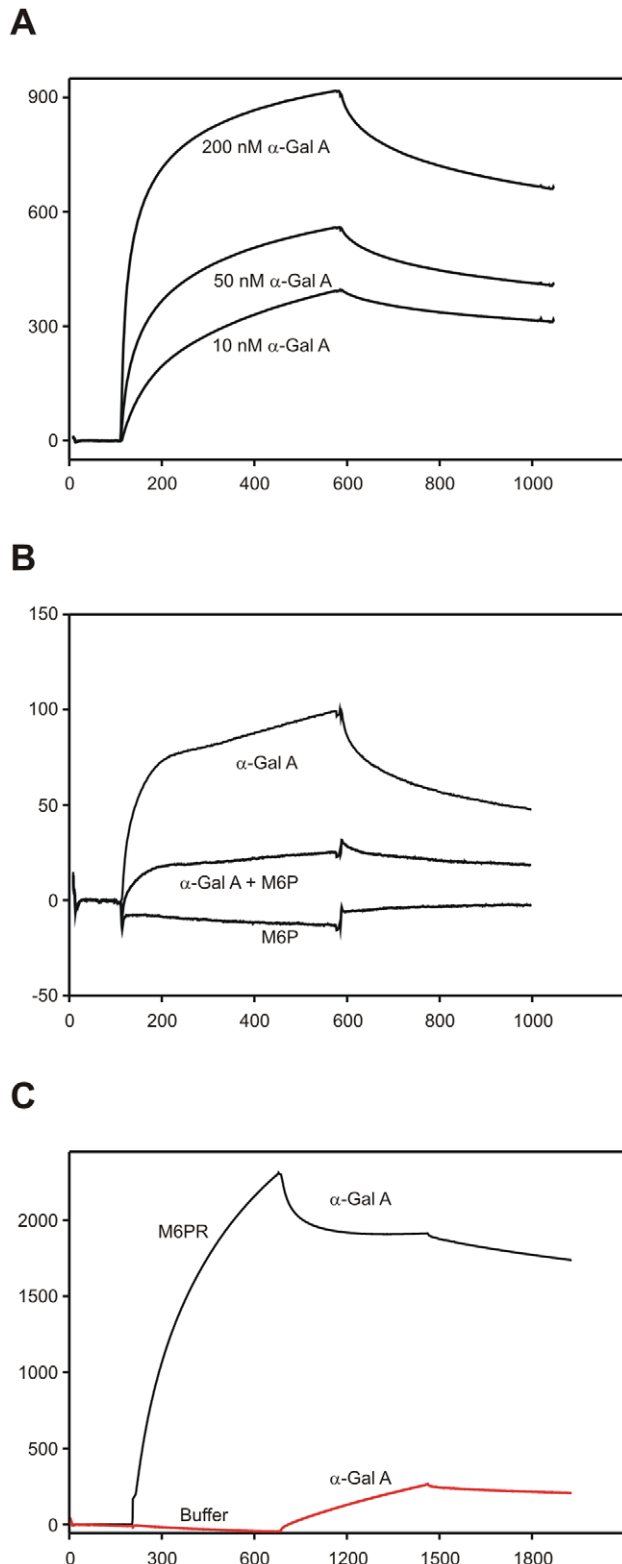 A
900
200 nM α-Gal A
600
50 nM α-Gal A
300
10 nM α-Gal A
0
0 200 400 600 800 1000
B
150
100
α-Gal A
50
α-Gal A + M6P
0
M6P
-50
0 200 400 600 800 1000
C
α-Gal A
2000
M6PR
1500
1000
500
α-Gal A
Buffer
0
0 300 600 1200 1500 1800